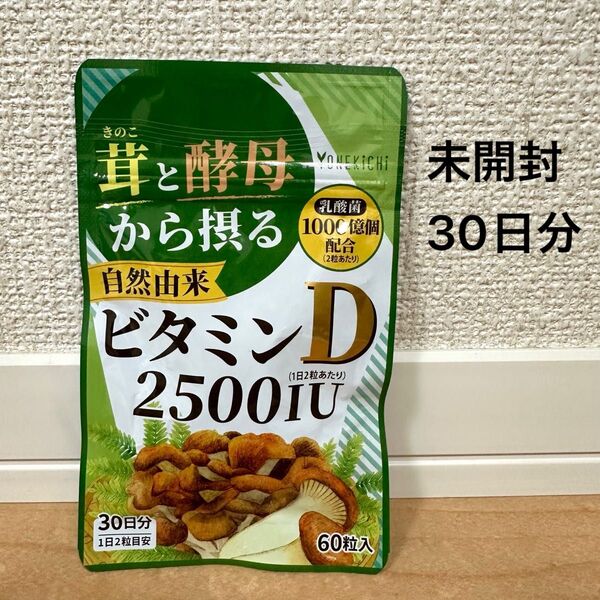 きのこ
茸と酵母
YONEKICHI
から摂る
乳酸菌
1000億個
配合
(2粒あたり)
自然由来
ビタミンD
(1日2粒あたり)
2500IU
30日分
1日2粒目安
60粒入
未開封
30日分